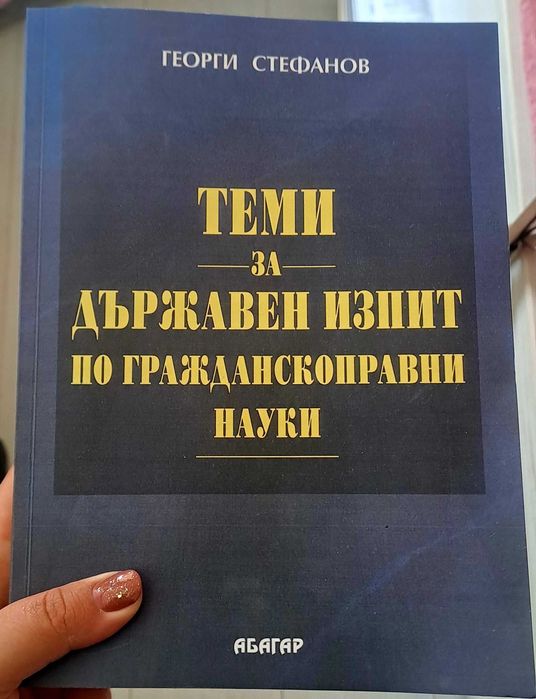 ГЕОРГИ СТЕФАНОВ
ТЕМИ
ЗА
ДЪРЖАВЕН ИЗПИТ
ПО ГРАЖДАНСКОПРАВНИ
НАУКИ
АБАГАР